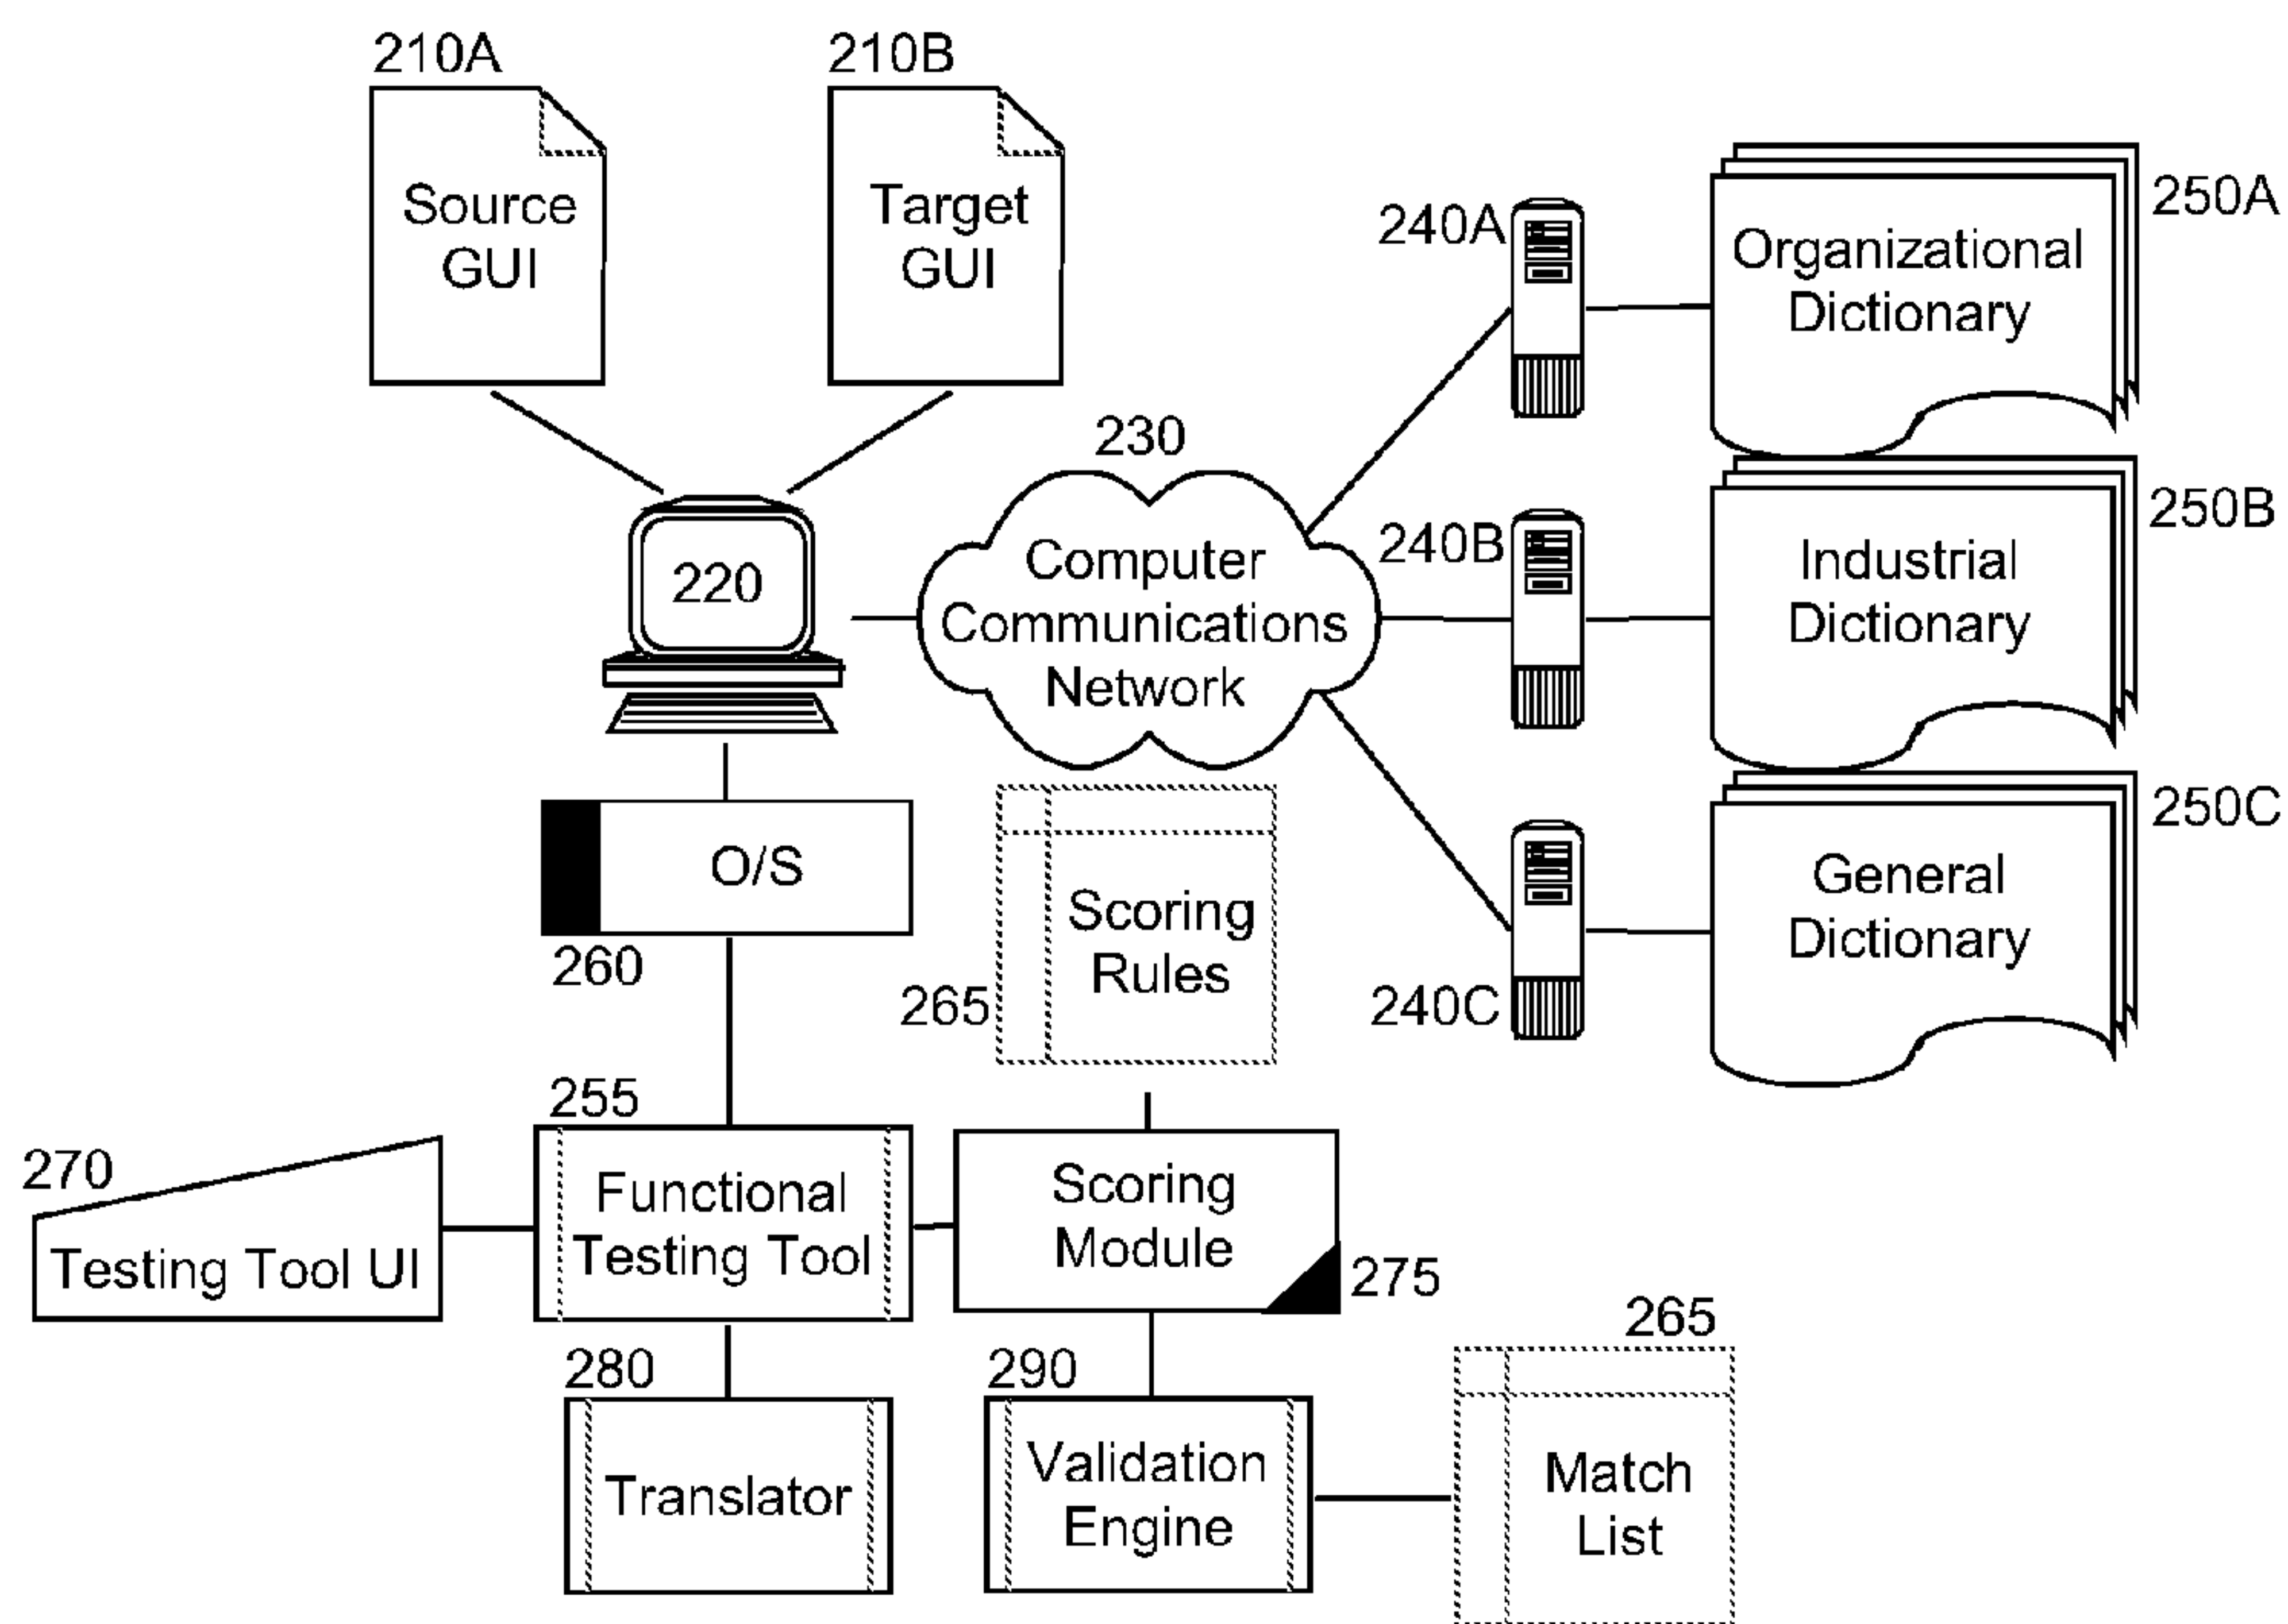 210A
210B
Source
GUI
Target
GUI
240A
Organizational
Dictionary
250A
230
220
Computer
Communications
Network
240B
Industrial
Dictionary
250B
O/S
260
Scoring
Rules
265
240C
General
Dictionary
250C
270
Testing Tool UI
255
Functional
Testing Tool
Scoring
Module
275
280
Translator
290
Validation
Engine
265
Match
List